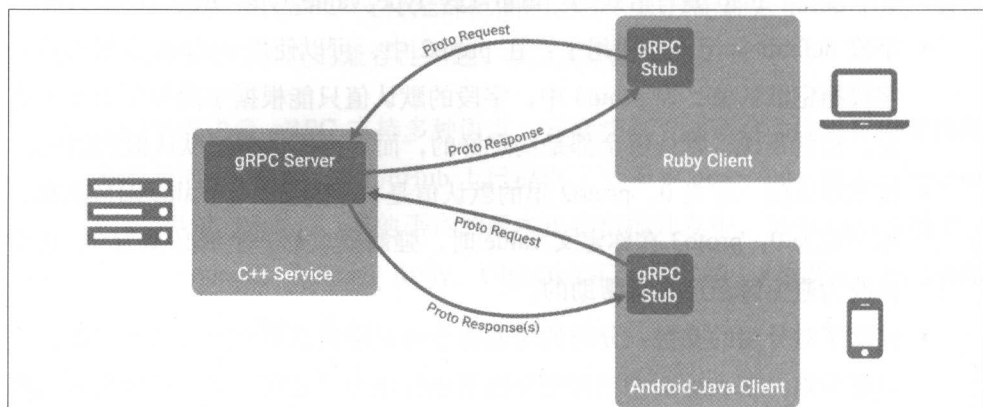 Proto Request
gRPC
Stub
Proto Response
gRPC Server
Ruby Client
Proto Request
C++ Service
gRPC
Stub
Proto Response(s)
Android-Java Client